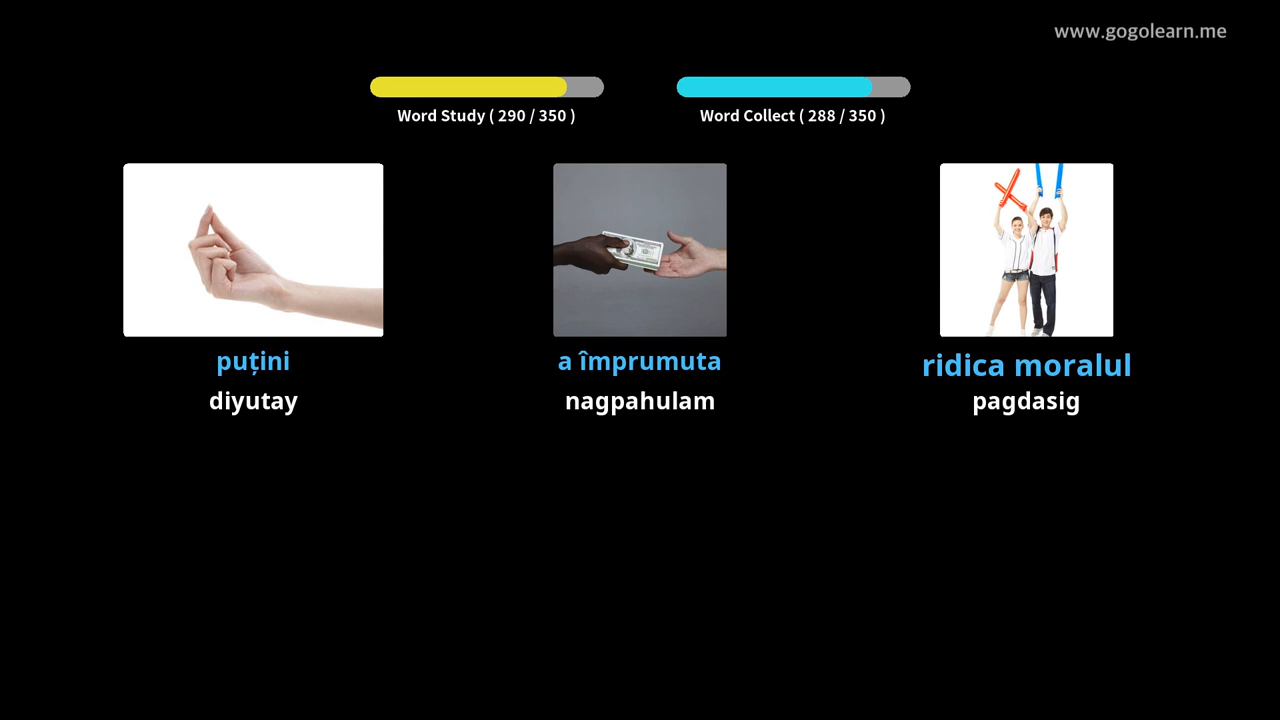 www.gogolearn.me
Word Study ( 290 / 350 )
Word Collect ( 288 / 350 )
puțini
a împrumuta
ridica moralul
diyutay
nagpahulam
pagdasig